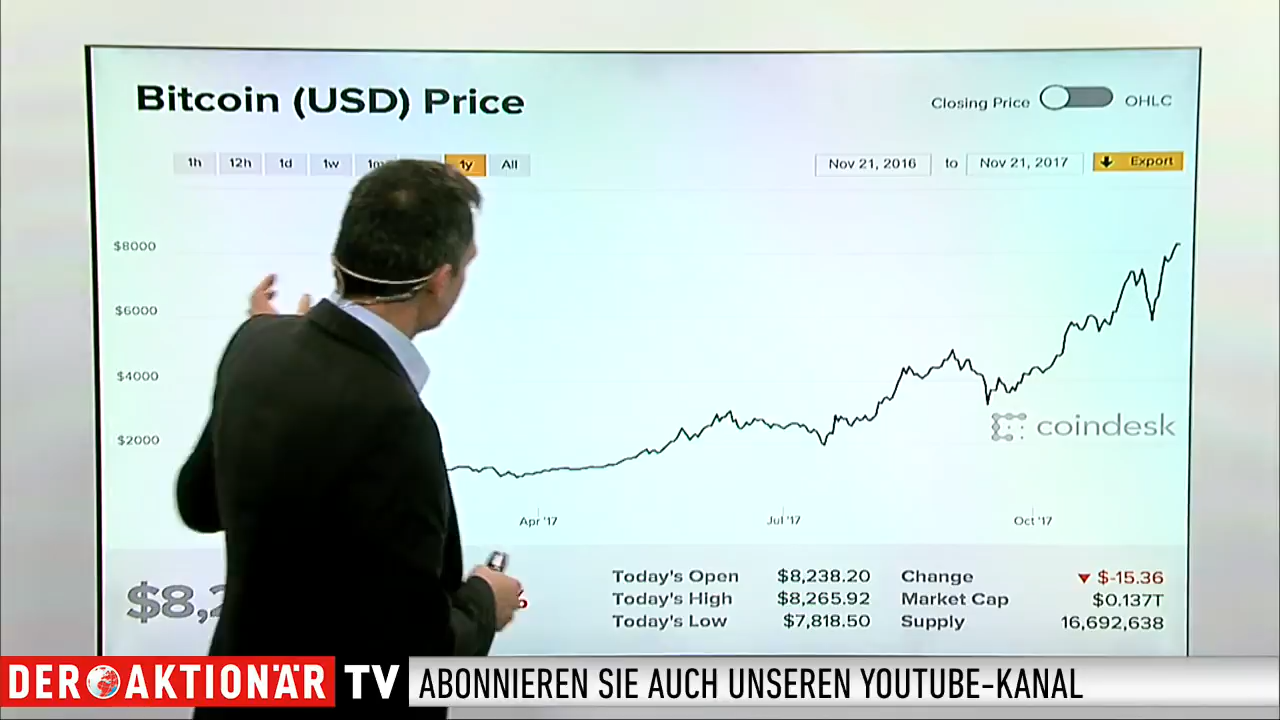 Bitcoin (USD) Price
Closing Price OHLC
1h 12h 1d 1w 1m 1y All
Nov 21, 2016 to Nov 21, 2017 Export
$8000
$6000
$4000
$2000
coindesk
Apr '17 Jul '17 Oct '17
Today's Open $8,238.20 Change $-15.36
Today's High $8,265.92 Market Cap $0.137T
Today's Low $7,818.50 Supply 16,692,638
DER AKTIONÄR TV ABONNIEREN SIE AUCH UNSEREN YOUTUBE-KANAL